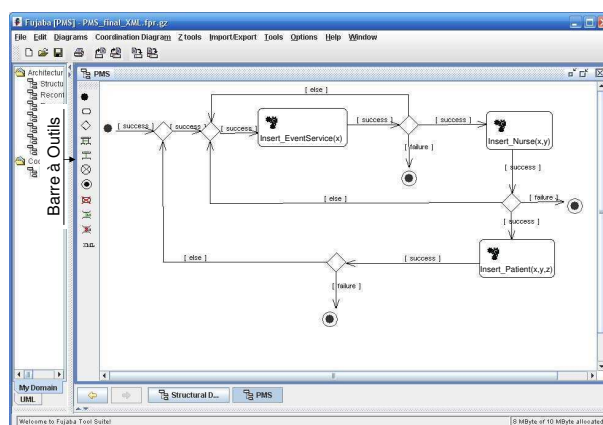 Fujaba [PMS] - PMS_final_XML.fpr.gz
File Edit Diagrams Coordination Diagram Z tools Import/Export Tools Options Help Window
Architectur
Structu
Recont
Coo
Barre à Outils
PMS
[ else ]
[ success ]
[ success ]
[ success ]
[ success ]
[ success ]
Insert_EventService(x)
Insert_Nurse(x,y)
[ failure ]
[ success ]
[ else ]
[ failure ]
[ success ]
[ else ]
[ success ]
Insert_Patient(x,y,z)
[ failure ]
My Domain
UML
Structural D...
PMS
Welcome to Fujaba Tool Suite!
8 MByte of 10 MByte allocated